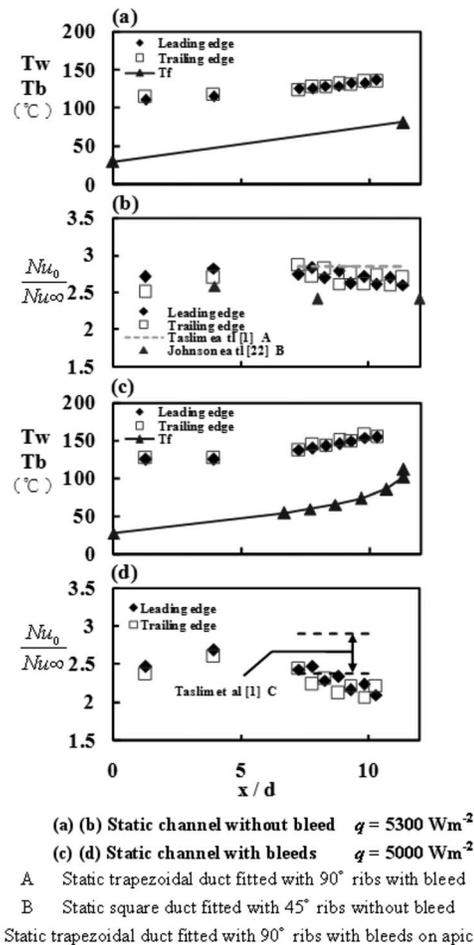 (a)
200
150
100
50
0
Tw
Tb
(℃)
Leading edge
Trailing edge
Tf
(b)
3.5
3
2.5
2
1.5
Nu₀
Nu∞
Leading edge
Trailing edge
Taslim ea tl [1] A
Johnson ea tl [22] B
(c)
200
150
100
50
0
Tw
Tb
(℃)
Leading edge
Trailing edge
Tf
(d)
3.5
3
2.5
2
1.5
Nu₀
Nu∞
Leading edge
Trailing edge
Taslim et al [1] C
0 5 10
x / d
(a) (b) Static channel without bleed q = 5300 Wm⁻²
(c) (d) Static channel with bleeds q = 5000 Wm⁻²
A Static trapezoidal duct fitted with 90° ribs with bleed
B Static square duct fitted with 45° ribs without bleed
Static trapezoidal duct fitted with 90° ribs with bleeds on apic